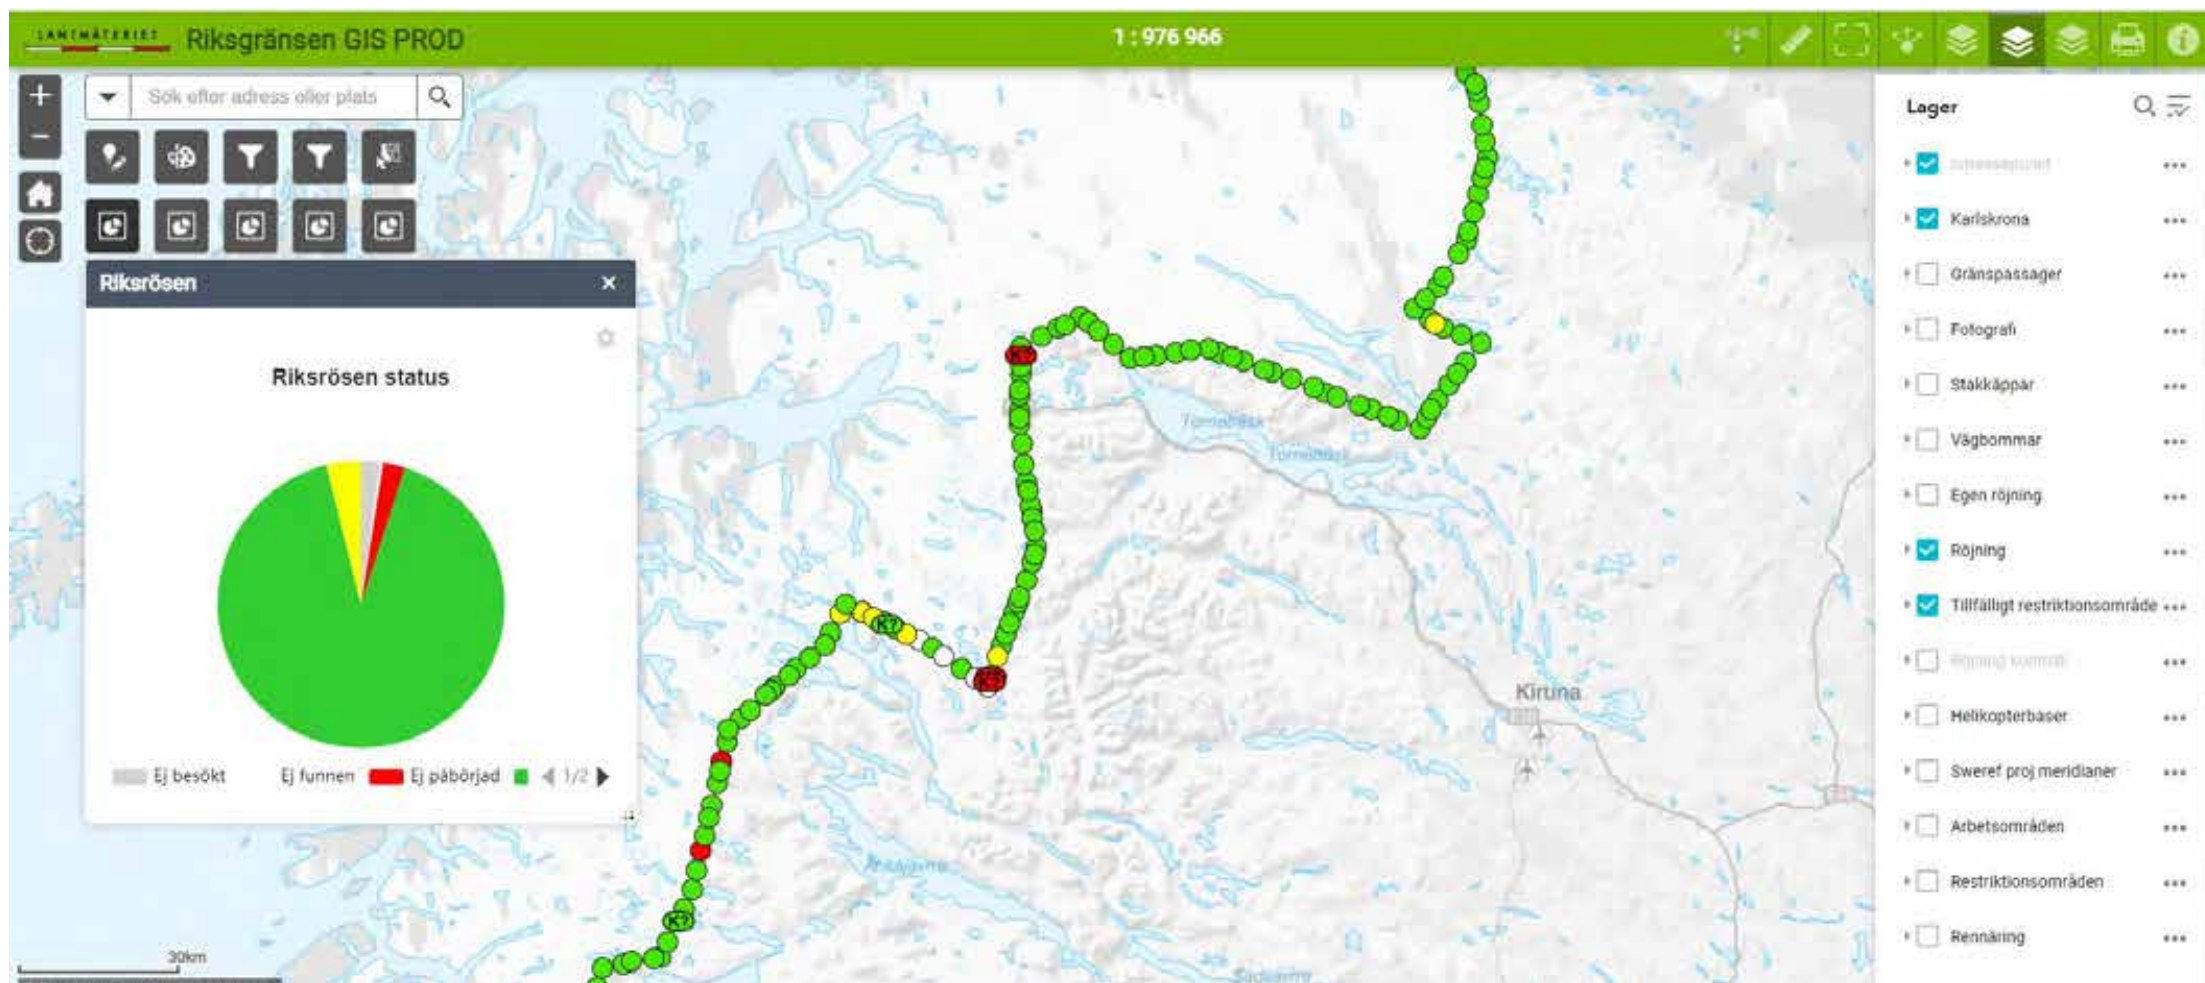 LANTMÄTERIET Riksgränsen GIS PROD
1 : 976 966
Sök efter adress eller plats
Riksrösen
Riksrösen status
Ej besökt Ej funnen Ej påbörjad 1/2
30km
K?
K?
K?
K?
Torneträsk
Torneträsk
Kiruna
Lager
Karlskrona
Gränspassager
Fotografi
Stakkäppar
Vägbommar
Egen röjning
Röjning
Tillfälligt restriktionsområde
Helikopterbaser
Sweref proj meridianer
Arbetsområden
Restriktionsområden
Rennäring